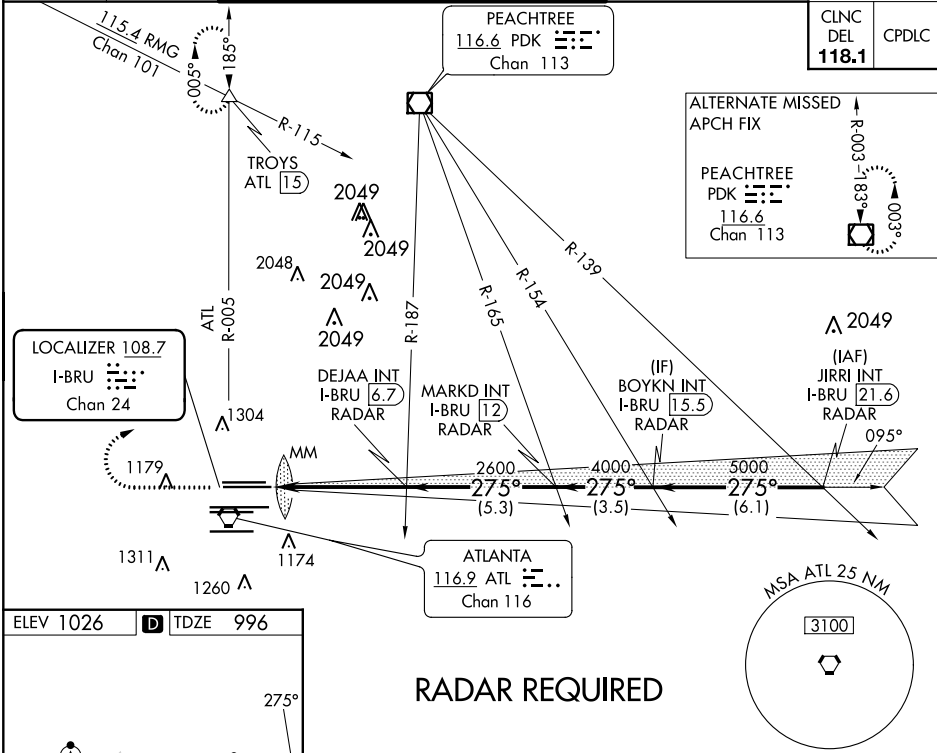 115.4 RMG
Chan 101
005°
185°
R-115
TROYS
ATL 15
PEACHTREE
116.6 PDK
Chan 113
CLNC
DEL
118.1
CPDLC
ALTERNATE MISSED
APCH FIX
PEACHTREE
PDK
116.6
Chan 113
R-003
183°
003°
2049
2049
2048
2049
2049
2049
ATL
R-005
R-187
R-165
R-154
R-139
LOCALIZER 108.7
I-BRU
Chan 24
DEJAA INT
I-BRU 6.7
RADAR
MARKD INT
I-BRU 12
RADAR
(IF)
BOYKN INT
I-BRU 15.5
RADAR
(IAF)
JIRRI INT
I-BRU 21.6
RADAR
095°
1304
1179
MM
2600
4000
5000
275°
275°
275°
(5.3)
(3.5)
(6.1)
1311
1260
1174
ATLANTA
116.9 ATL
Chan 116
MSA ATL 25 NM
3100
ELEV 1026
D
TDZE 996
275°
RADAR REQUIRED